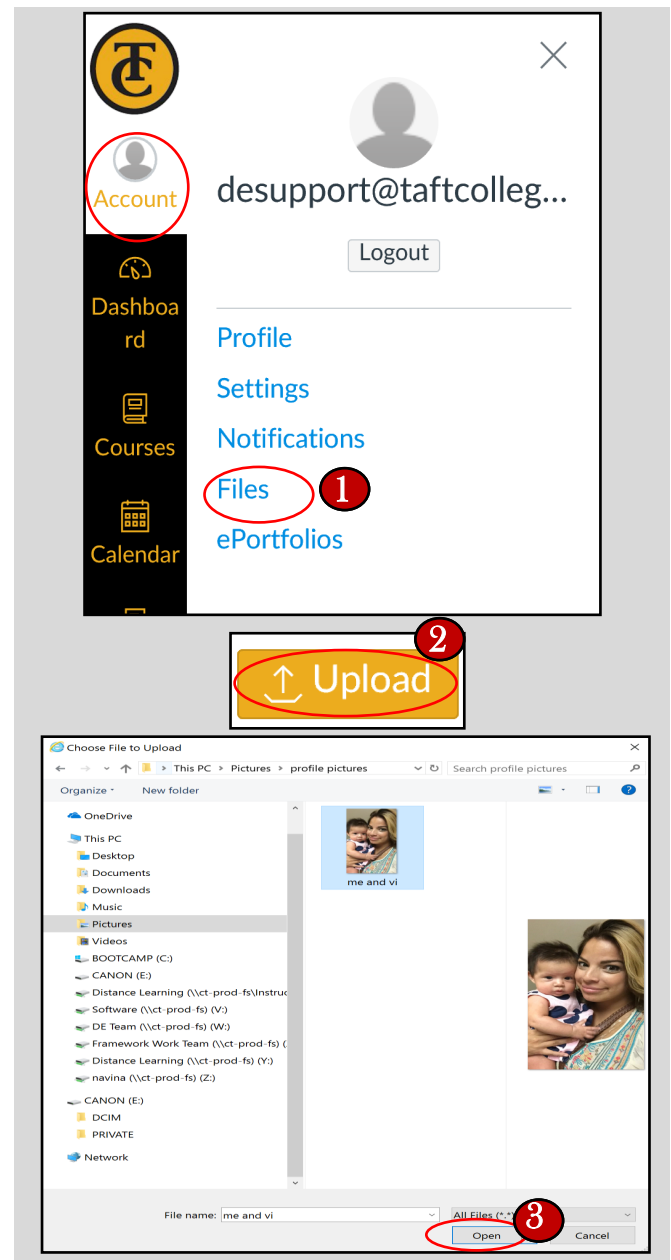 TC
Account
desupport@taftcolleg...
Logout
Dashboa
rd
Profile
Settings
Courses
Notifications
Files 1
Calendar
ePortfolios
2
Upload
Choose File to Upload
This PC > Pictures > profile pictures
Search profile pictures
Organize
New folder
?
OneDrive
This PC
Desktop
Documents
Downloads
Music
Pictures
Videos
BOOTCAMP (C:)
CANON (E:)
Distance Learning (\\ct-prod-fs\Instruc
Software (\\ct-prod-fs) (V:)
DE Team (\\ct-prod-fs) (W:)
Framework Work Team (\\ct-prod-fs) (
Distance Learning (\\ct-prod-fs) (Y:)
navina (\\ct-prod-fs) (Z:)
CANON (E:)
DCIM
PRIVATE
Network
me and vi
File name: me and vi
All Files (*.*)
3
Open
Cancel